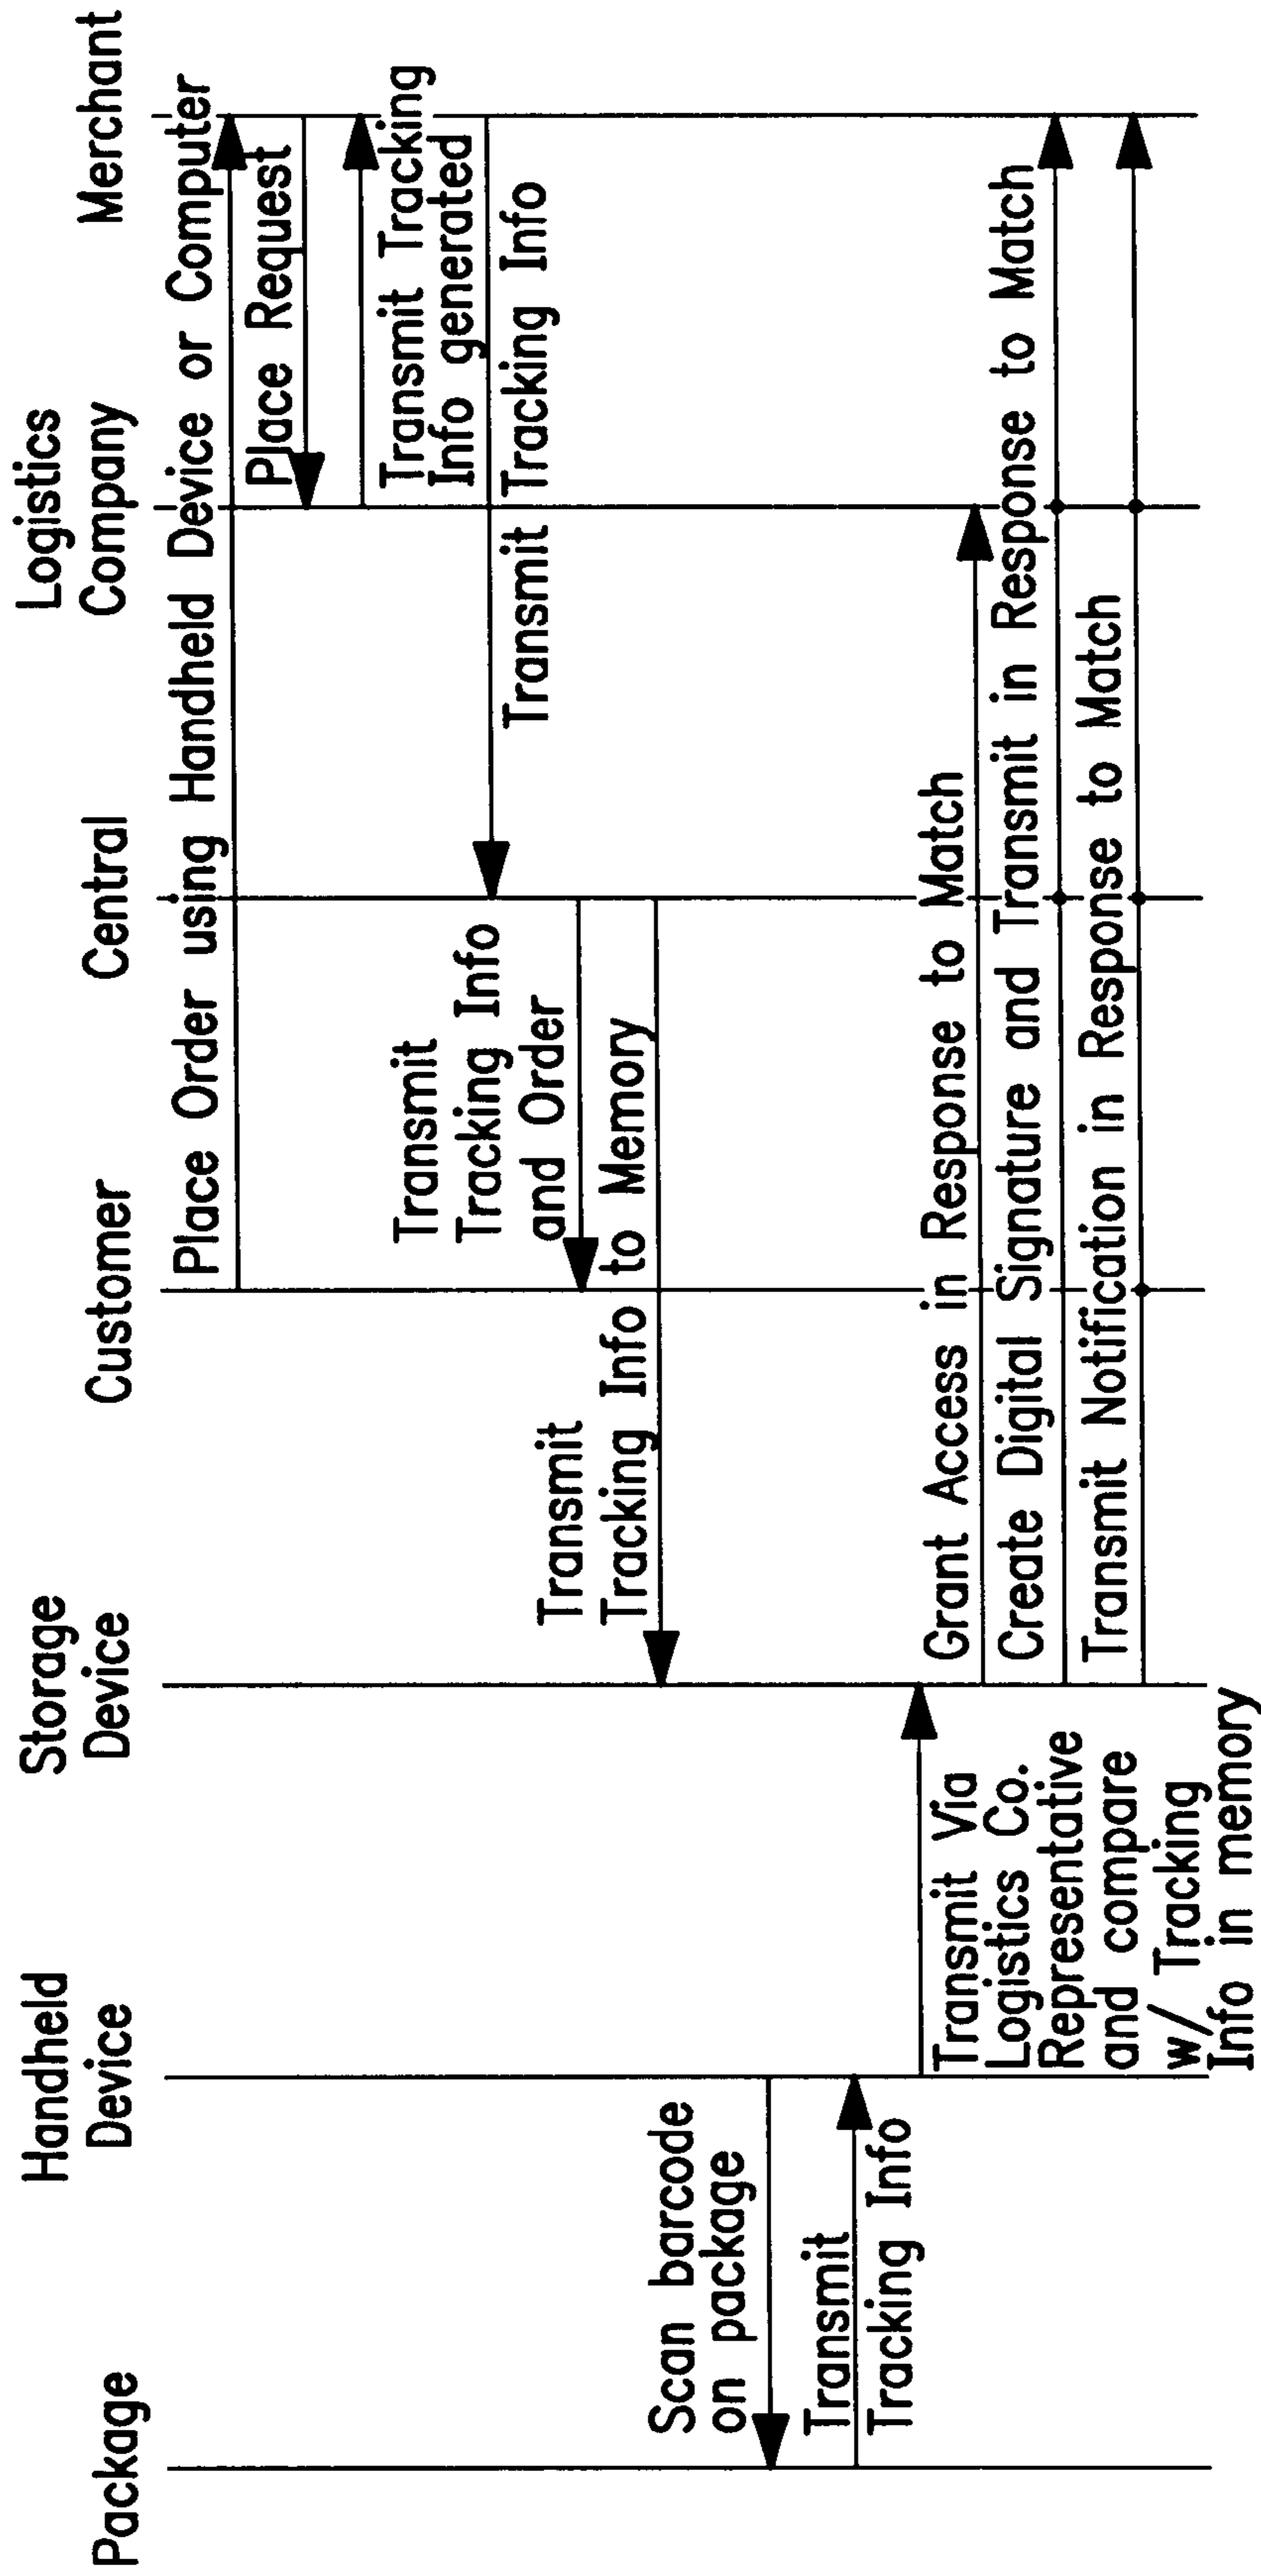 Package
Handheld
Device
Storage
Device
Customer
Central
Logistics
Company
Merchant
Place Order using Handheld Device or Computer
Place Request
Transmit Tracking
Info generated
Transmit Tracking Info
Transmit
Tracking Info
and Order
Transmit
Tracking Info to Memory
Scan barcode
on package
Transmit
Tracking Info
Transmit Via
Logistics Co.
Representative
and compare
w/ Tracking
Info in memory
Grant Access in Response to Match
Create Digital Signature and Transmit in Response to Match
Transmit Notification in Response to Match